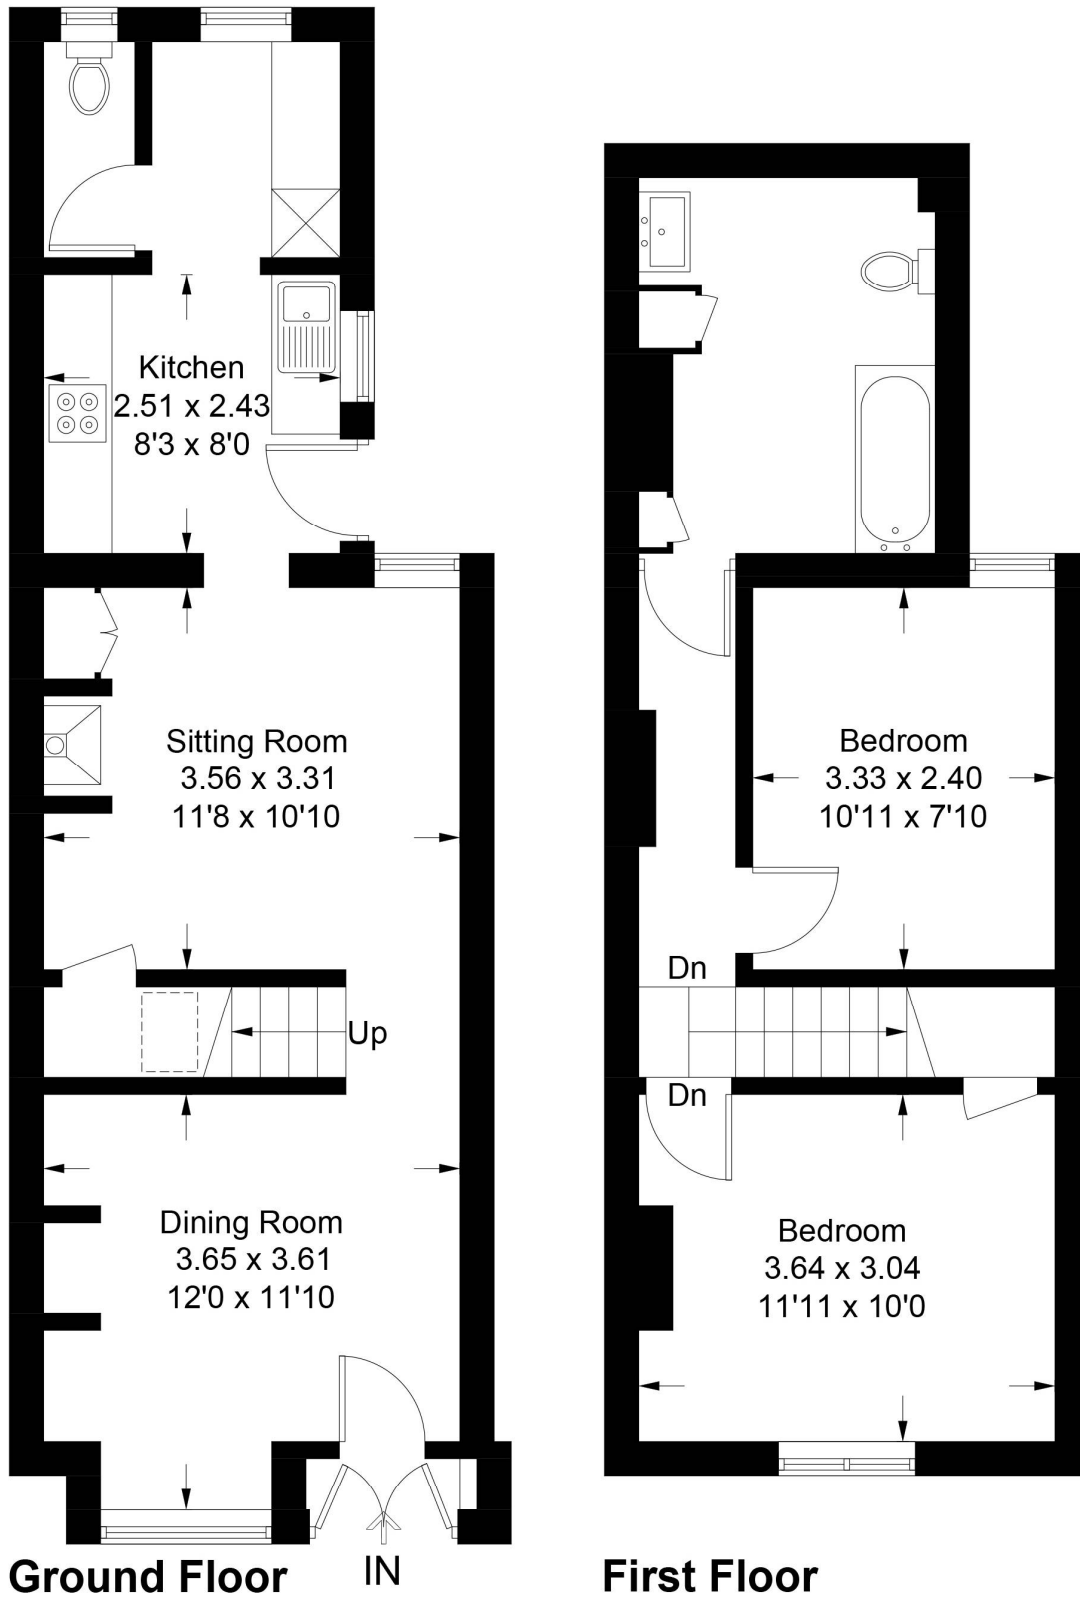 Kitchen
2.51 x 2.43
8'3 x 8'0
Sitting Room
3.56 x 3.31
11'8 x 10'10
Up
Dining Room
3.65 x 3.61
12'0 x 11'10
IN
Ground Floor
Bedroom
3.33 x 2.40
10'11 x 7'10
Dn
Dn
Bedroom
3.64 x 3.04
11'11 x 10'0
First Floor